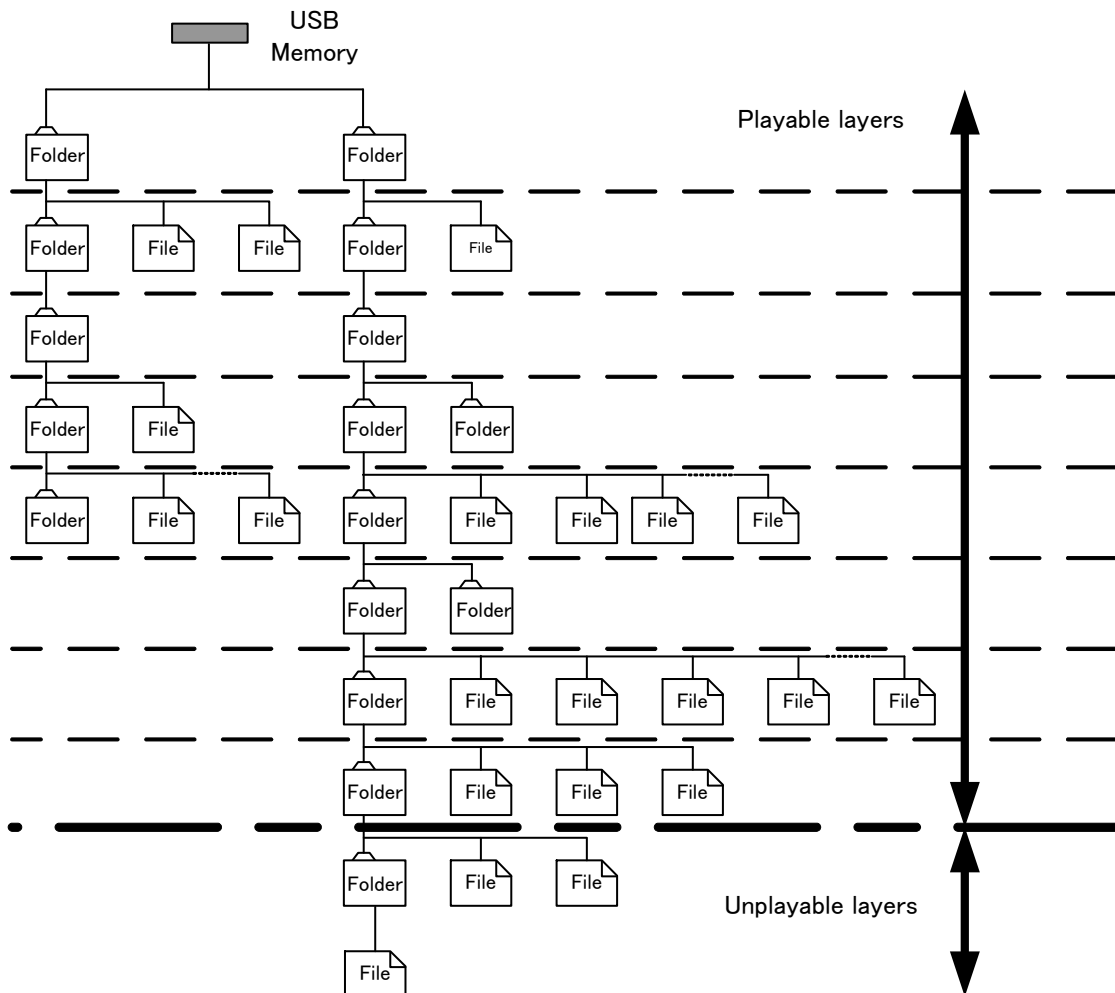 USB
Memory
Playable layers
Folder Folder
Folder File File Folder File
Folder Folder
Folder File Folder Folder
Folder File File Folder File File File File
Folder Folder
Folder File File File File File
Folder File File File
Folder File File
Unplayable layers
File